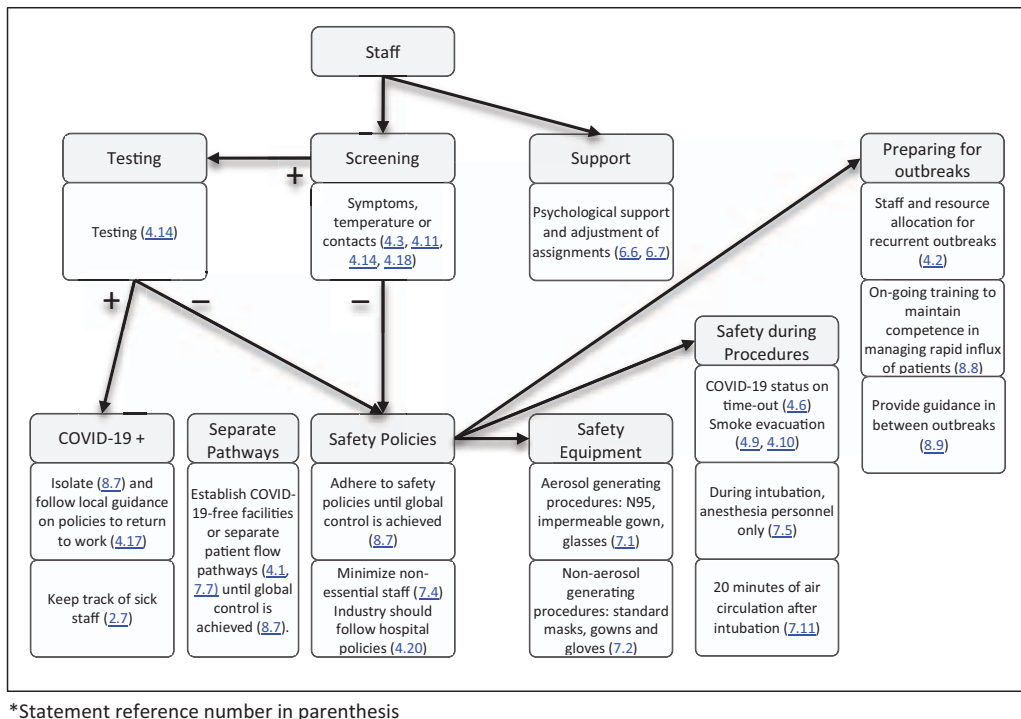 Staff
Testing
Testing (4.14)
+
Screening
Symptoms,
temperature or
contacts (4.3, 4.11,
4.14, 4.18)
Support
Psychological support
and adjustment of
assignments (6.6, 6.7)
Preparing for
outbreaks
Staff and resource
allocation for
recurrent outbreaks
(4.2)
On-going training to
maintain
competence in
managing rapid influx
of patients (8.8)
Provide guidance in
between outbreaks
(8.9)
+
−
−
COVID-19 +
Isolate (8.7) and
follow local guidance
on policies to return
to work (4.17)
Keep track of sick
staff (2.7)
Separate
Pathways
Establish COVID-
19-free facilities
or separate
patient flow
pathways (4.1,
7.7) until global
control is
achieved (8.7).
Safety Policies
Adhere to safety
policies until global
control is achieved
(8.7)
Minimize non-
essential staff (7.4)
Industry should
follow hospital
policies (4.20)
Safety
Equipment
Aerosol generating
procedures: N95,
impermeable gown,
glasses (7.1)
Non-aerosol
generating
procedures: standard
masks, gowns and
gloves (7.2)
Safety during
Procedures
COVID-19 status on
time-out (4.6)
Smoke evacuation
(4.9, 4.10)
During intubation,
anesthesia personnel
only (7.5)
20 minutes of air
circulation after
intubation (7.11)
*Statement reference number in parenthesis